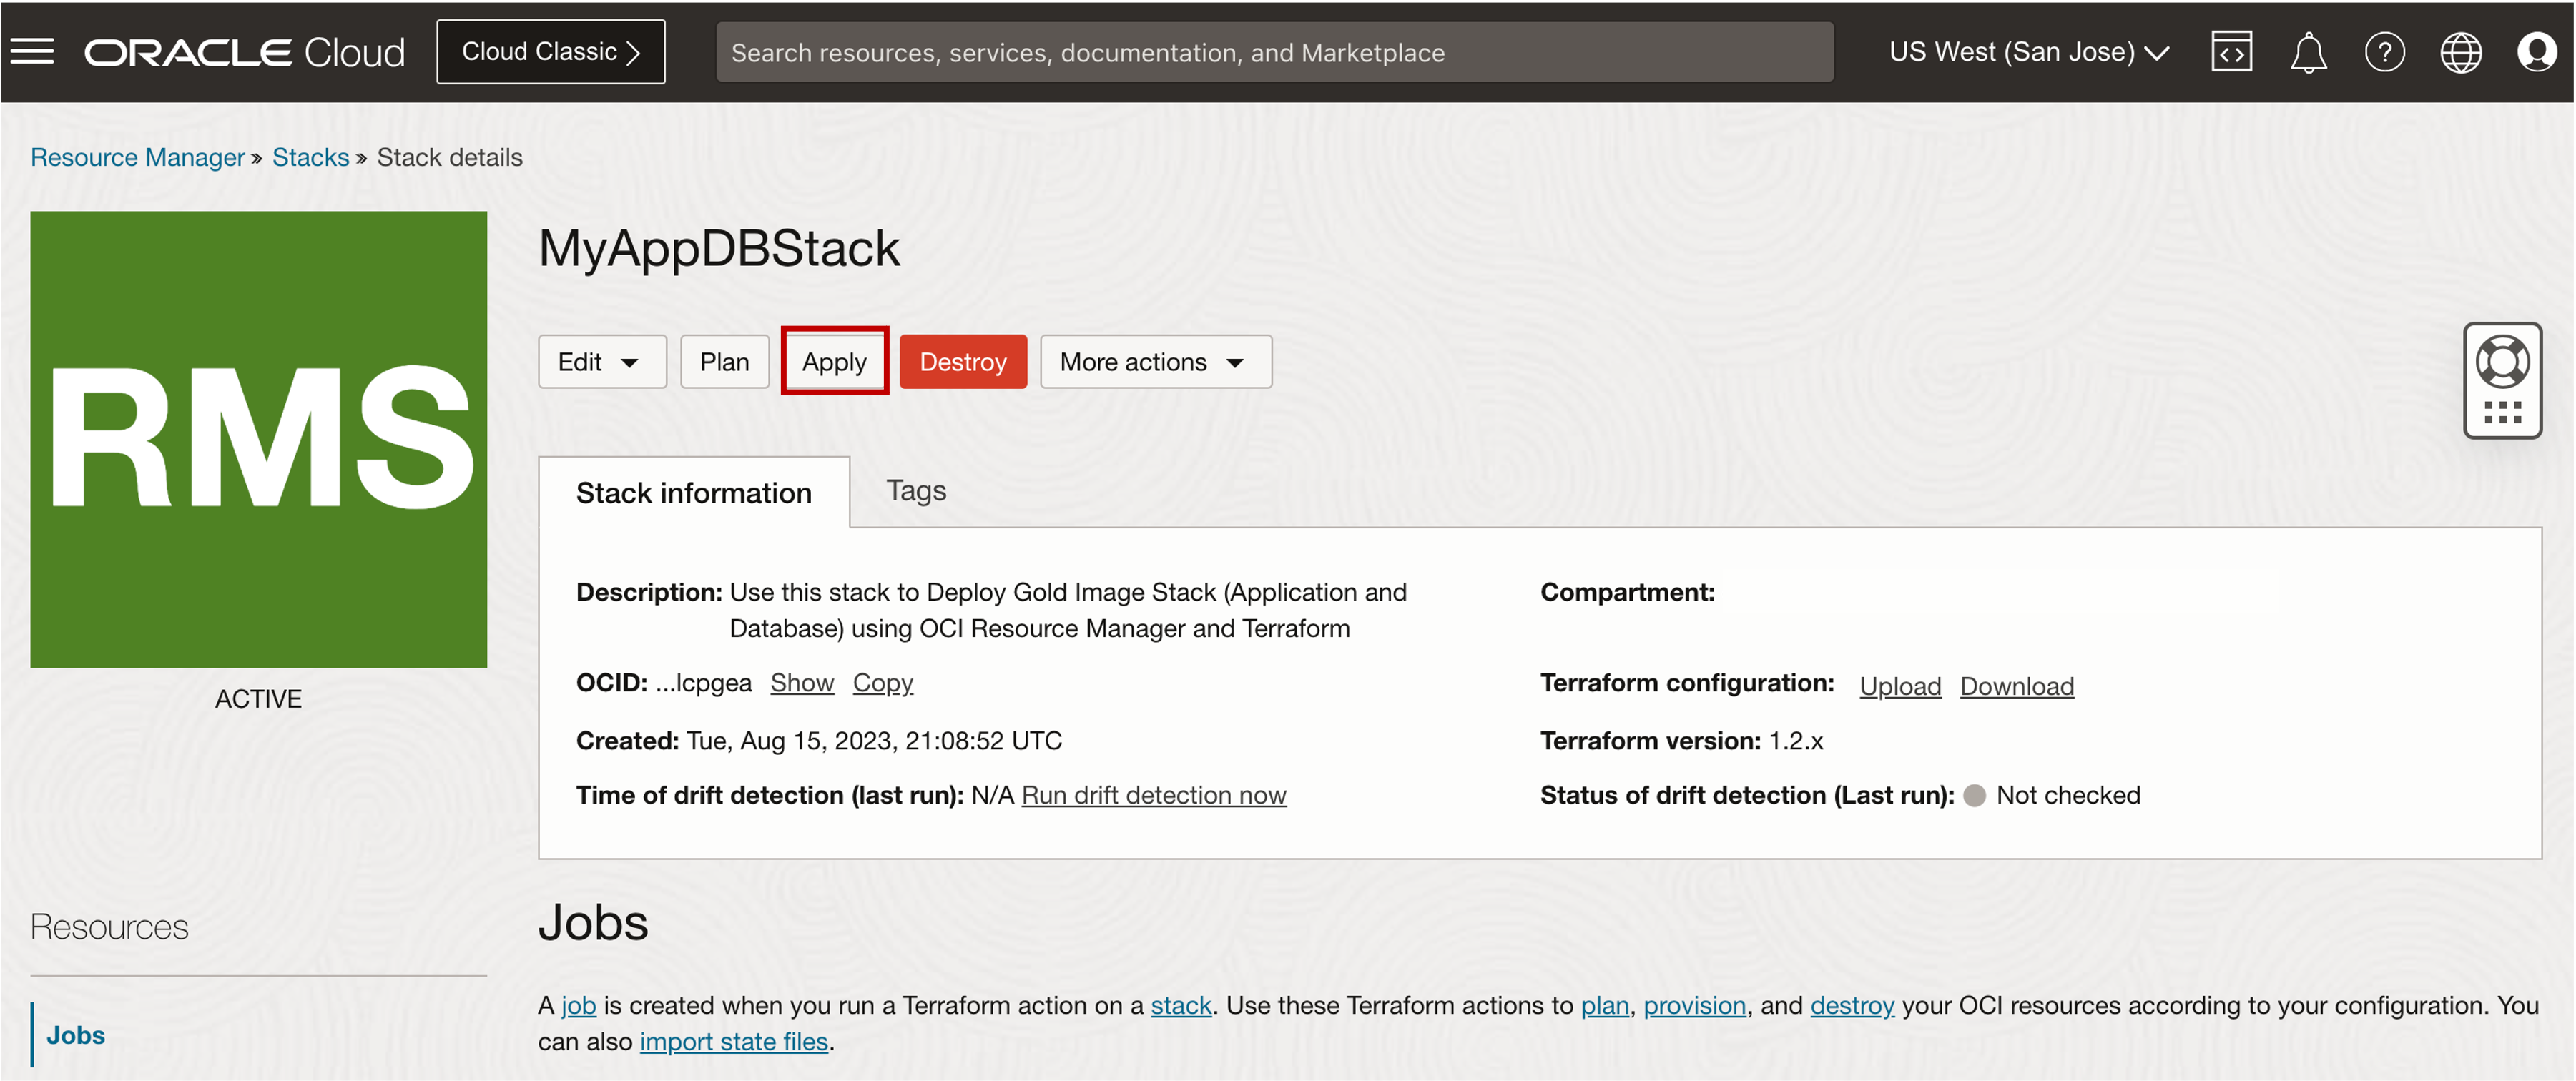 ORACLE Cloud
Cloud Classic
Search resources, services, documentation, and Marketplace
US West (San Jose)
?
Resource Manager » Stacks » Stack details
RMS
ACTIVE
MyAppDBStack
Edit
Plan
Apply
Destroy
More actions
Stack information
Tags
Description: Use this stack to Deploy Gold Image Stack (Application and
Database) using OCI Resource Manager and Terraform
Compartment:
OCID: ...lcpgea Show Copy
Terraform configuration: Upload Download
Created: Tue, Aug 15, 2023, 21:08:52 UTC
Terraform version: 1.2.x
Time of drift detection (last run): N/A Run drift detection now
Status of drift detection (Last run): Not checked
Resources
Jobs
Jobs
A job is created when you run a Terraform action on a stack. Use these Terraform actions to plan, provision, and destroy your OCI resources according to your configuration. You
can also import state files.